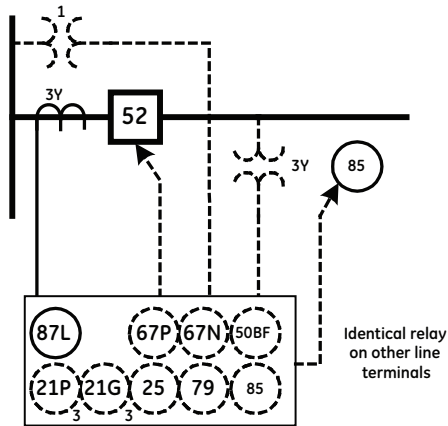 1
3Y
52
3Y
85
87L
67P
67N
50BF
Identical relay
on other line
terminals
21P
21G
25
79
85
3
3